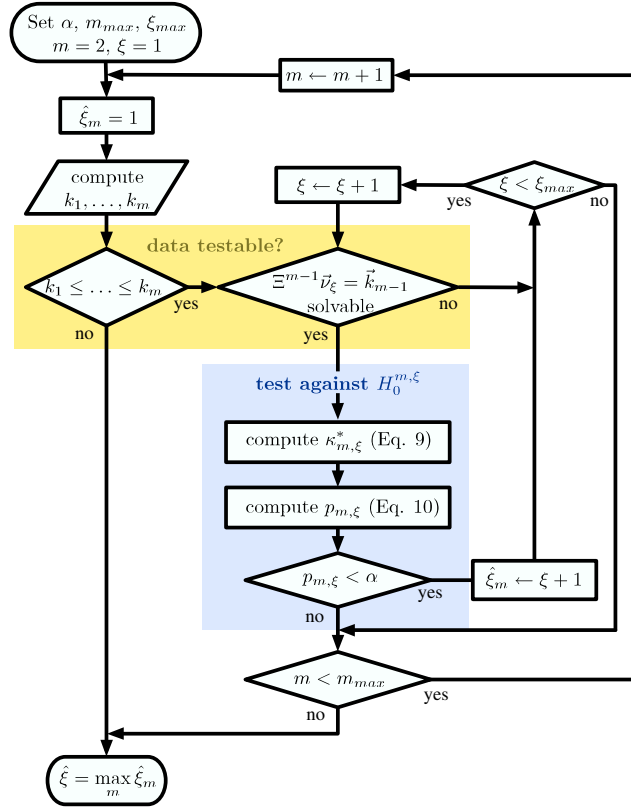 Set α, m_max, ξ_max
m = 2, ξ = 1
m ← m + 1
ξ̂_m = 1
compute
k_1, . . . , k_m
ξ ← ξ + 1
ξ < ξ_max
yes
no
data testable?
k_1 ≤ . . . ≤ k_m
yes
no
Ξ^{m−1} ν⃗_ξ = k⃗_{m−1}
solvable
no
yes
test against H_0^{m,ξ}
compute κ*_{m,ξ} (Eq. 9)
compute p_{m,ξ} (Eq. 10)
p_{m,ξ} < α
yes
no
ξ̂_m ← ξ + 1
m < m_max
yes
no
ξ̂ = max_m ξ̂_m